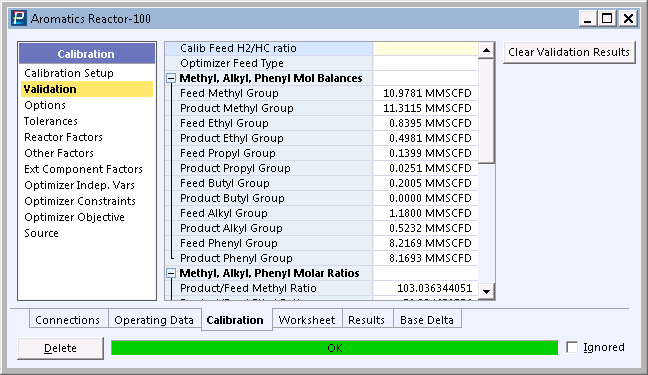 Aromatics Reactor-100
Calibration
Calibration Setup
Validation
Options
Tolerances
Reactor Factors
Other Factors
Ext Component Factors
Optimizer Indep. Vars
Optimizer Constraints
Optimizer Objective
Source
Calib Feed H2/HC ratio
Optimizer Feed Type
Methyl, Alkyl, Phenyl Mol Balances
Feed Methyl Group 10.9781 MMSCFD
Product Methyl Group 11.3115 MMSCFD
Feed Ethyl Group 0.8395 MMSCFD
Product Ethyl Group 0.4981 MMSCFD
Feed Propyl Group 0.1399 MMSCFD
Product Propyl Group 0.0251 MMSCFD
Feed Butyl Group 0.2005 MMSCFD
Product Butyl Group 0.0000 MMSCFD
Feed Alkyl Group 1.1800 MMSCFD
Product Alkyl Group 0.5232 MMSCFD
Feed Phenyl Group 8.2169 MMSCFD
Product Phenyl Group 8.1693 MMSCFD
Methyl, Alkyl, Phenyl Molar Ratios
Product/Feed Methyl Ratio 103.036344051
Clear Validation Results
Connections Operating Data Calibration Worksheet Results Base Delta
Delete OK Ignored